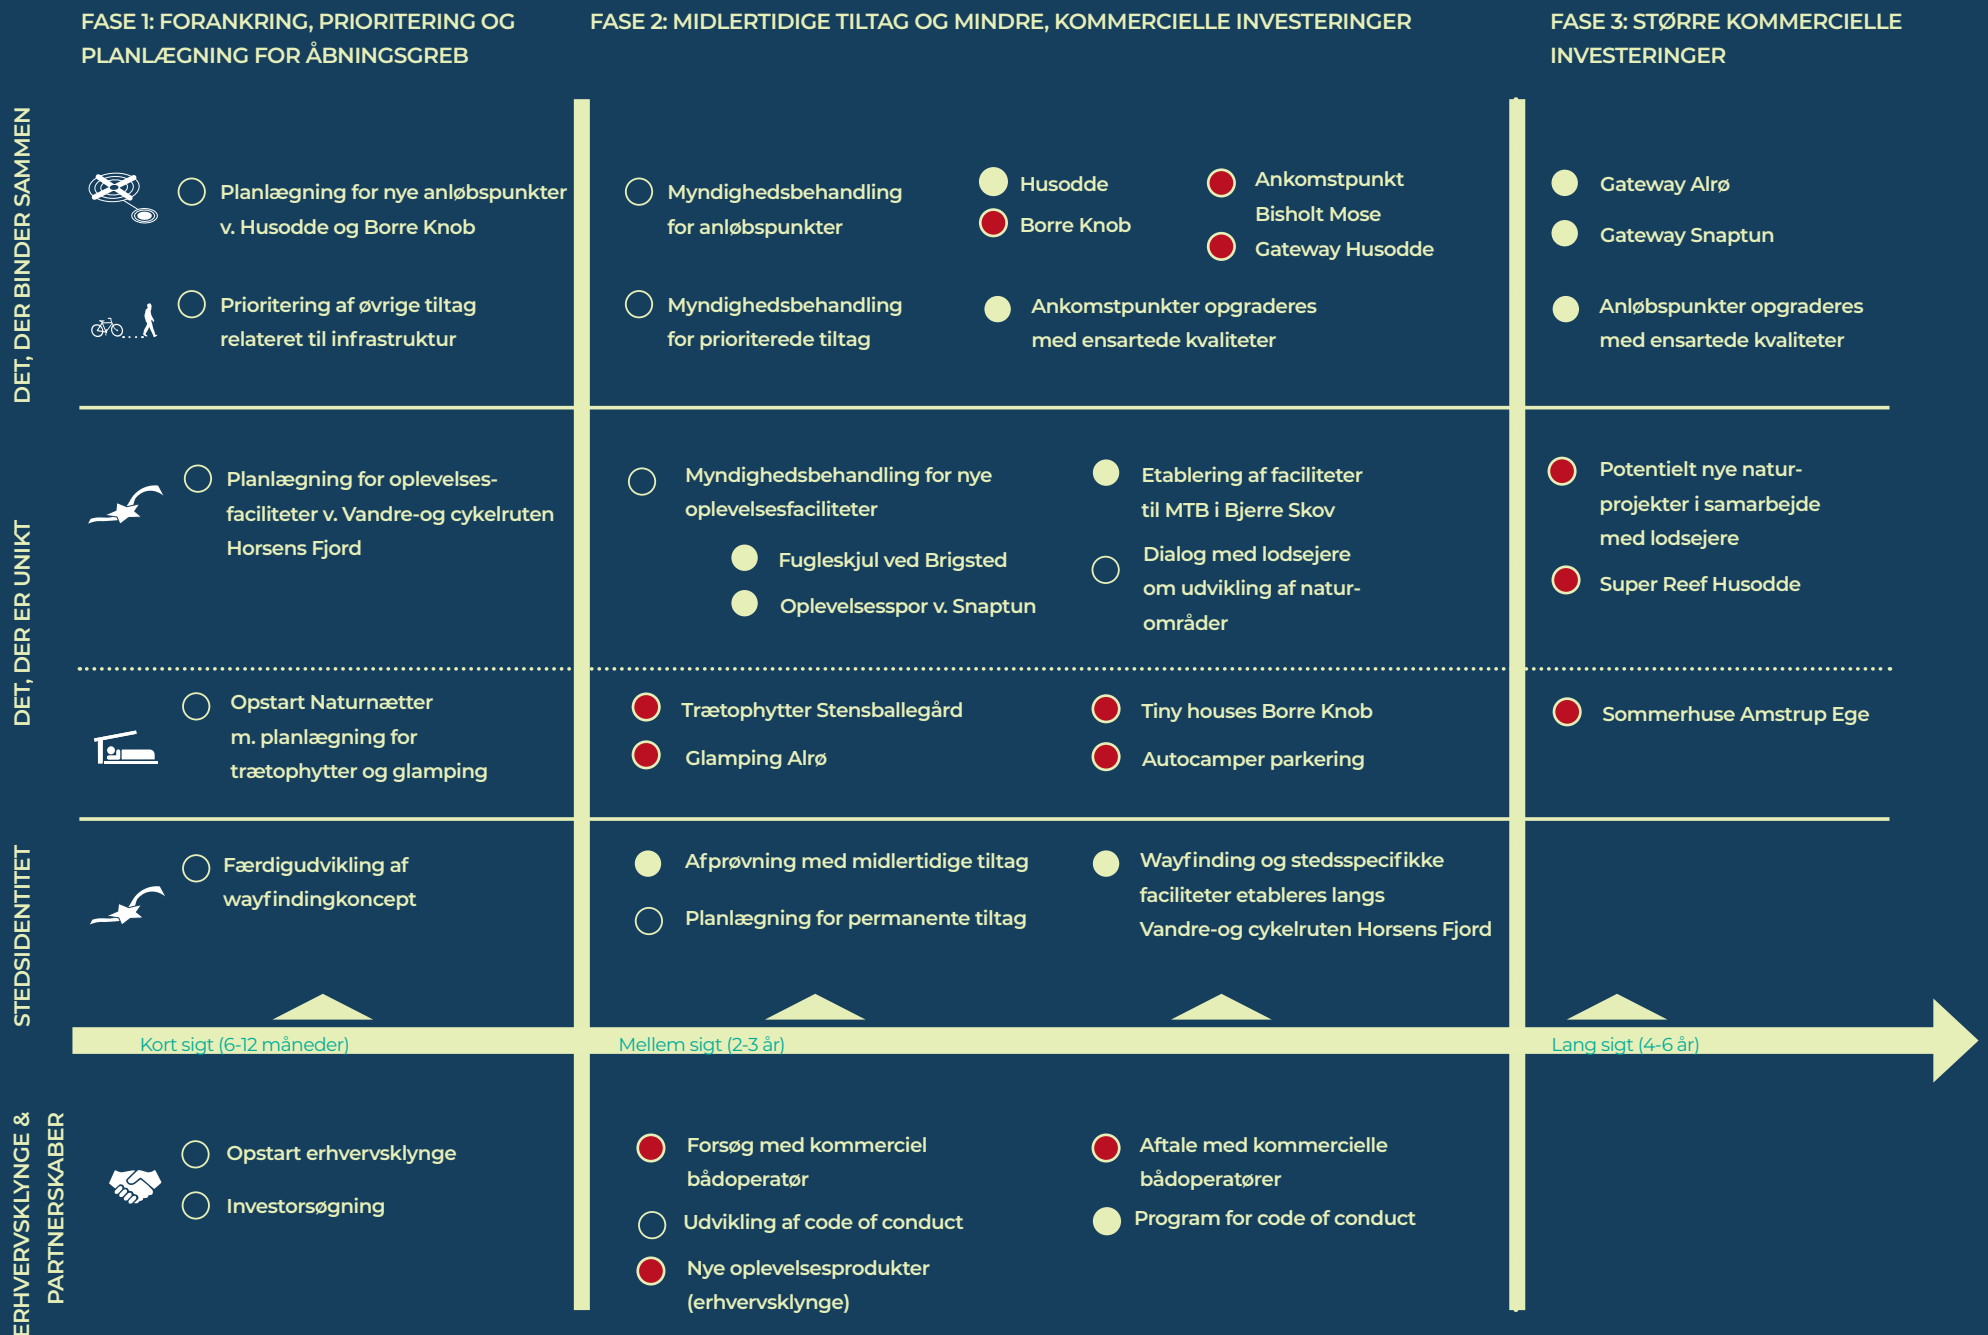 FASE 1: FORANKRING, PRIORITERING OG
PLANLÆGNING FOR ÅBNINGSGREB
FASE 2: MIDLERTIDIGE TILTAG OG MINDRE, KOMMERCIELLE INVESTERINGER
FASE 3: STØRRE KOMMERCIELLE
INVESTERINGER
DET, DER BINDER SAMMEN
Planlægning for nye anløbspunkter
v. Husodde og Borre Knob
Prioritering af øvrige tiltag
relateret til infrastruktur
Myndighedsbehandling
for anløbspunkter
Husodde
Borre Knob
Ankomstpunkt
Bisholt Mose
Gateway Husodde
Myndighedsbehandling
for prioriterede tiltag
Ankomstpunkter opgraderes
med ensartede kvaliteter
Gateway Alrø
Gateway Snaptun
Anløbspunkter opgraderes
med ensartede kvaliteter
DET, DER ER UNIKT
Planlægning for oplevelses-
faciliteter v. Vandre-og cykelruten
Horsens Fjord
Myndighedsbehandling for nye
oplevelsesfaciliteter
Fugleskjul ved Brigsted
Oplevelsesspor v. Snaptun
Etablering af faciliteter
til MTB i Bjerre Skov
Dialog med lodsejere
om udvikling af natur-
områder
Potentielt nye natur-
projekter i samarbejde
med lodsejere
Super Reef Husodde
Opstart Naturnætter
m. planlægning for
trætophytter og glamping
Trætophytter Stensballegård
Glamping Alrø
Tiny houses Borre Knob
Autocamper parkering
Sommerhuse Amstrup Ege
STEDSIDENTITET
Færdigudvikling af
wayfindingkoncept
Afprøvning med midlertidige tiltag
Planlægning for permanente tiltag
Wayfinding og stedsspecifikke
faciliteter etableres langs
Vandre-og cykelruten Horsens Fjord
Kort sigt (6-12 måneder)
Mellem sigt (2-3 år)
Lang sigt (4-6 år)
ERHVERVSKLYNGE &
PARTNERSKABER
Opstart erhvervsklynge
Investorsøgning
Forsøg med kommerciel
bådoperatør
Udvikling af code of conduct
Nye oplevelsesprodukter
(erhvervsklynge)
Aftale med kommercielle
bådoperatører
Program for code of conduct